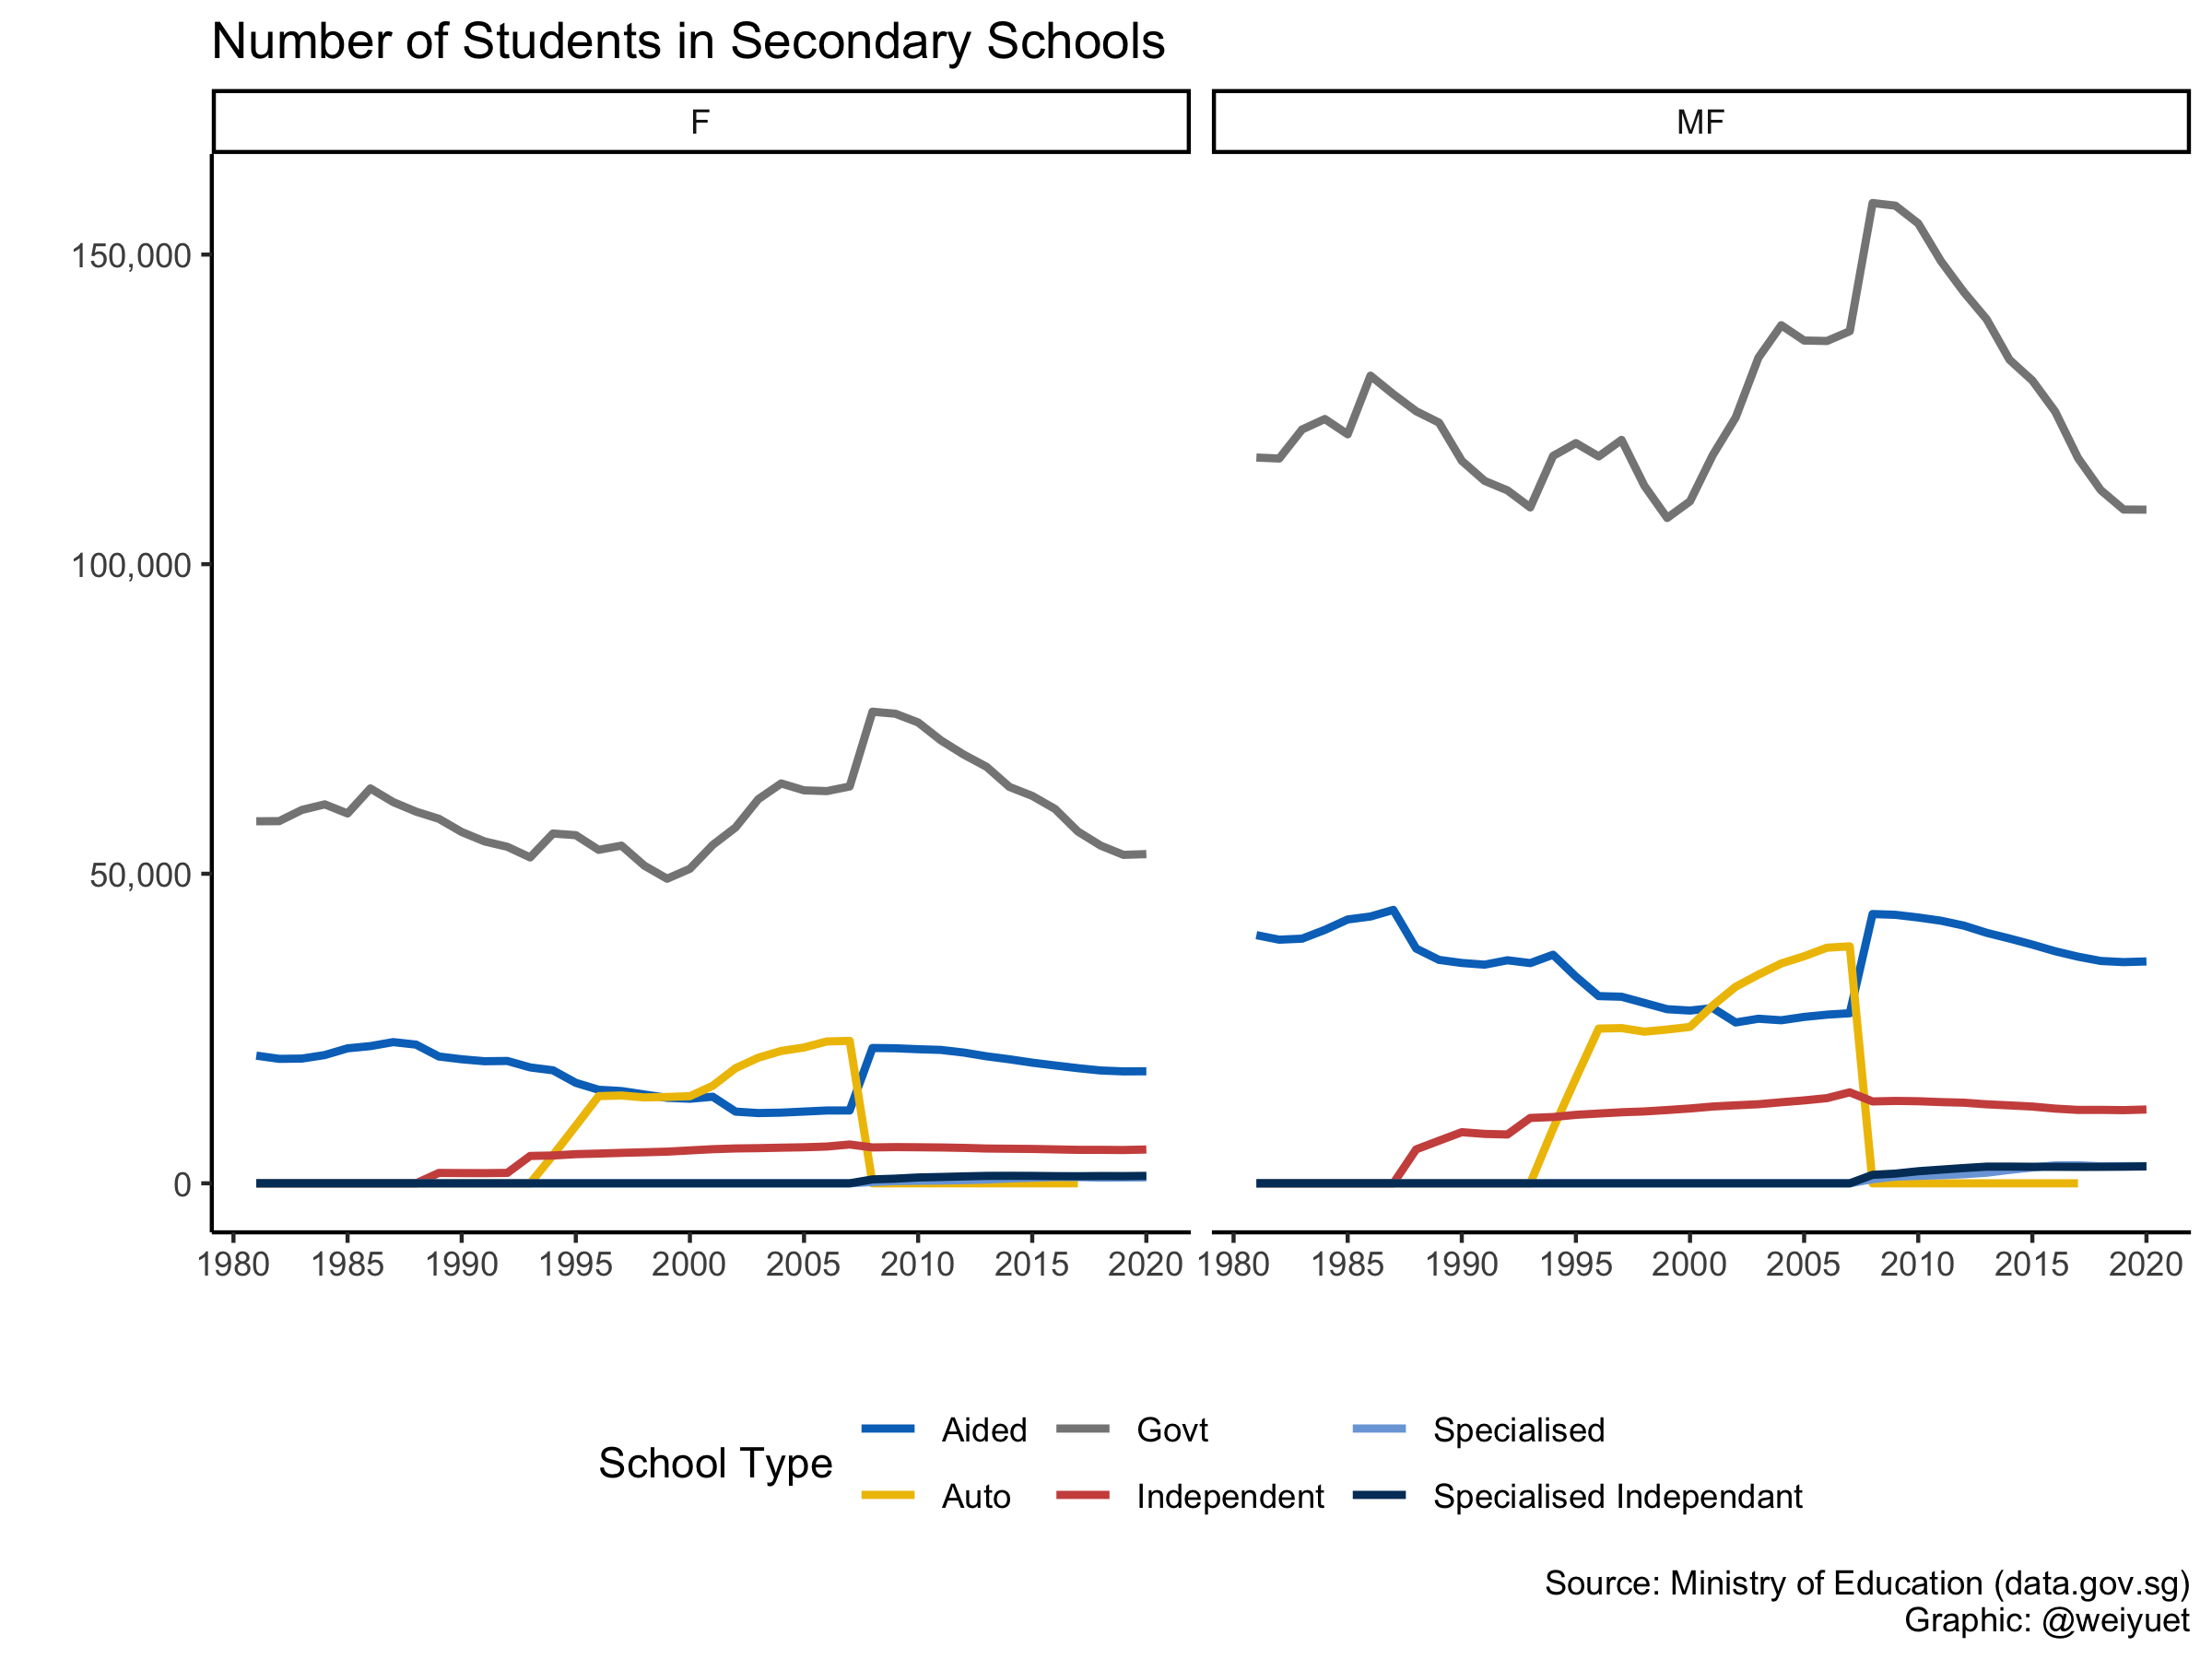 Number of Students in Secondary Schools
F
MF
150,000
100,000
50,000
0
1980 1985 1990 1995 2000 2005 2010 2015 2020
1980 1985 1990 1995 2000 2005 2010 2015 2020
School Type
Aided Govt Specialised
Auto Independent Specialised Independant
Source: Ministry of Education (data.gov.sg)
Graphic: @weiyuet